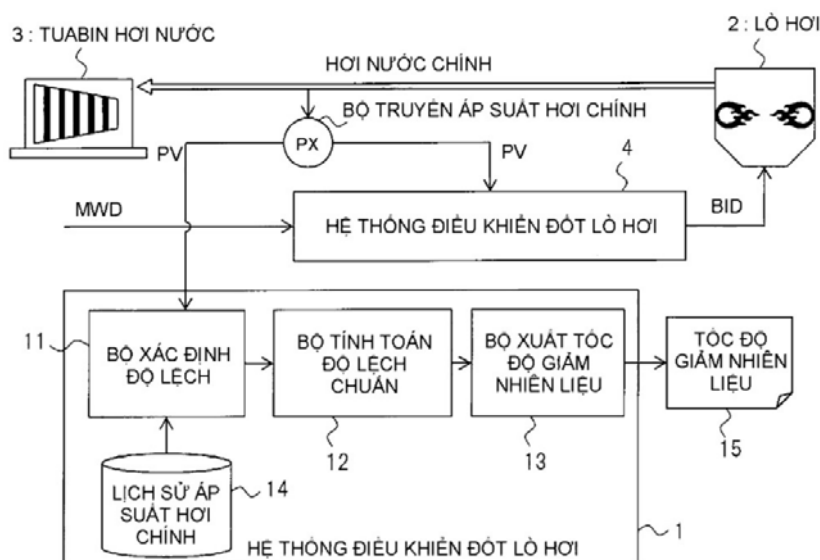 3 : TUABIN HƠI NƯỚC
2 : LÒ HƠI
HƠI NƯỚC CHÍNH
BỘ TRUYỀN ÁP SUẤT HƠI CHÍNH
PX
PV
PV
4
MWD
HỆ THỐNG ĐIỀU KHIỂN ĐỐT LÒ HƠI
BID
11
BỘ XÁC ĐỊNH
ĐỘ LỆCH
BỘ TÍNH TOÁN
ĐỘ LỆCH
CHUẨN
BỘ XUẤT TỐC
ĐỘ GIẢM
NHIÊN LIỆU
TỐC ĐỘ
GIẢM NHIÊN
LIỆU
12
13
15
LỊCH SỬ ÁP
SUẤT HƠI
CHÍNH
14
HỆ THỐNG ĐIỀU KHIỂN ĐỐT LÒ HƠI
1